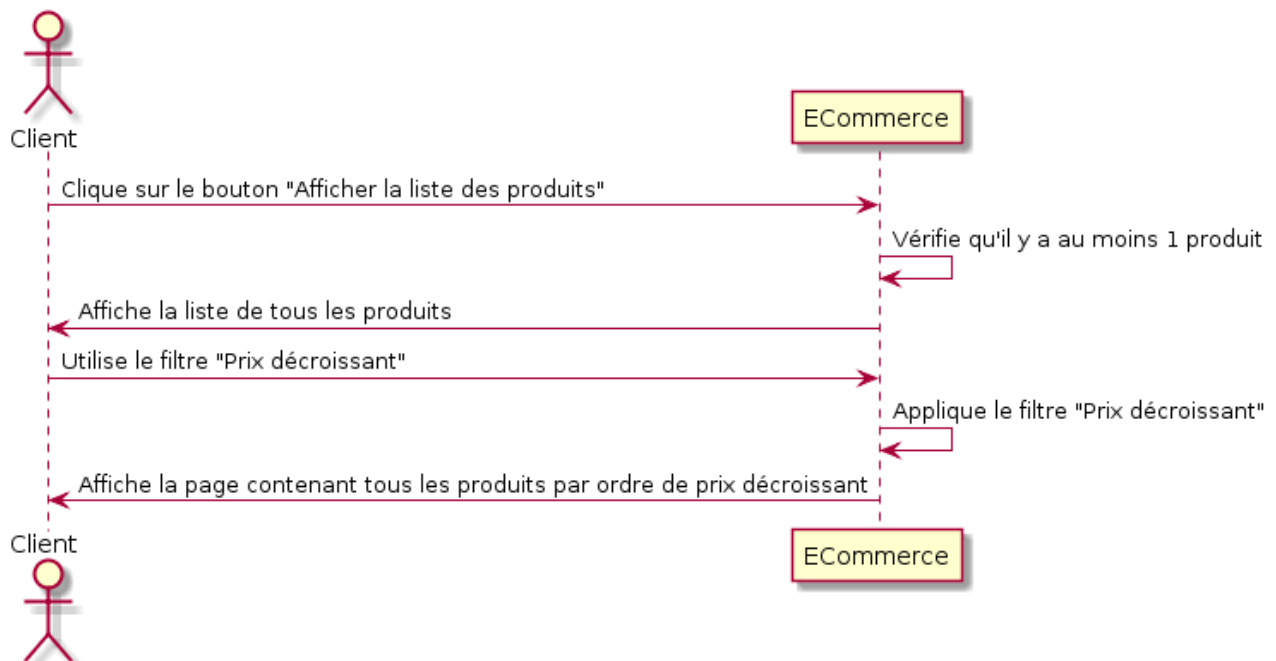 Client
ECommerce
Clique sur le bouton "Afficher la liste des produits"
Vérifie qu'il y a au moins 1 produit
Affiche la liste de tous les produits
Utilise le filtre "Prix décroissant"
Applique le filtre "Prix décroissant"
Affiche la page contenant tous les produits par ordre de prix décroissant
Client
ECommerce